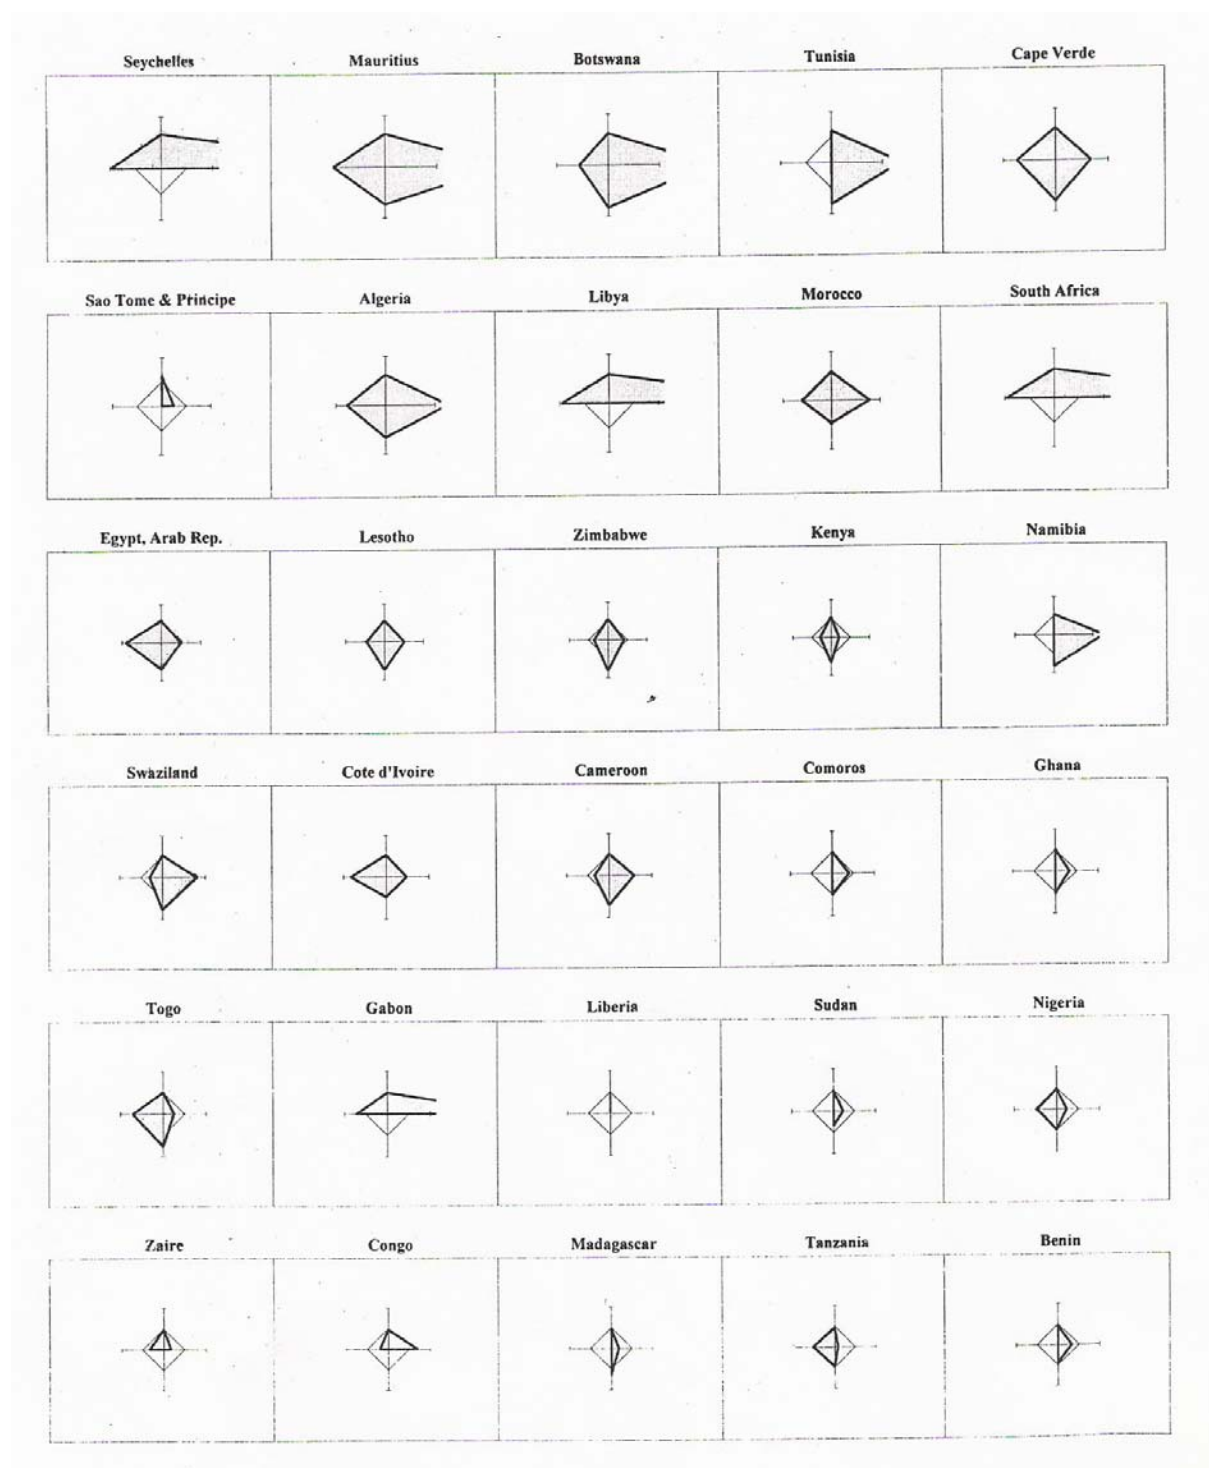 Seychelles Mauritius Botswana Tunisia Cape Verde
Sao Tome & Principe Algeria Libya Morocco South Africa
Egypt, Arab Rep. Lesotho Zimbabwe Kenya Namibia
Swaziland Cote d'Ivoire Cameroon Comoros Ghana
Togo Gabon Liberia Sudan Nigeria
Zaire Congo Madagascar Tanzania Benin